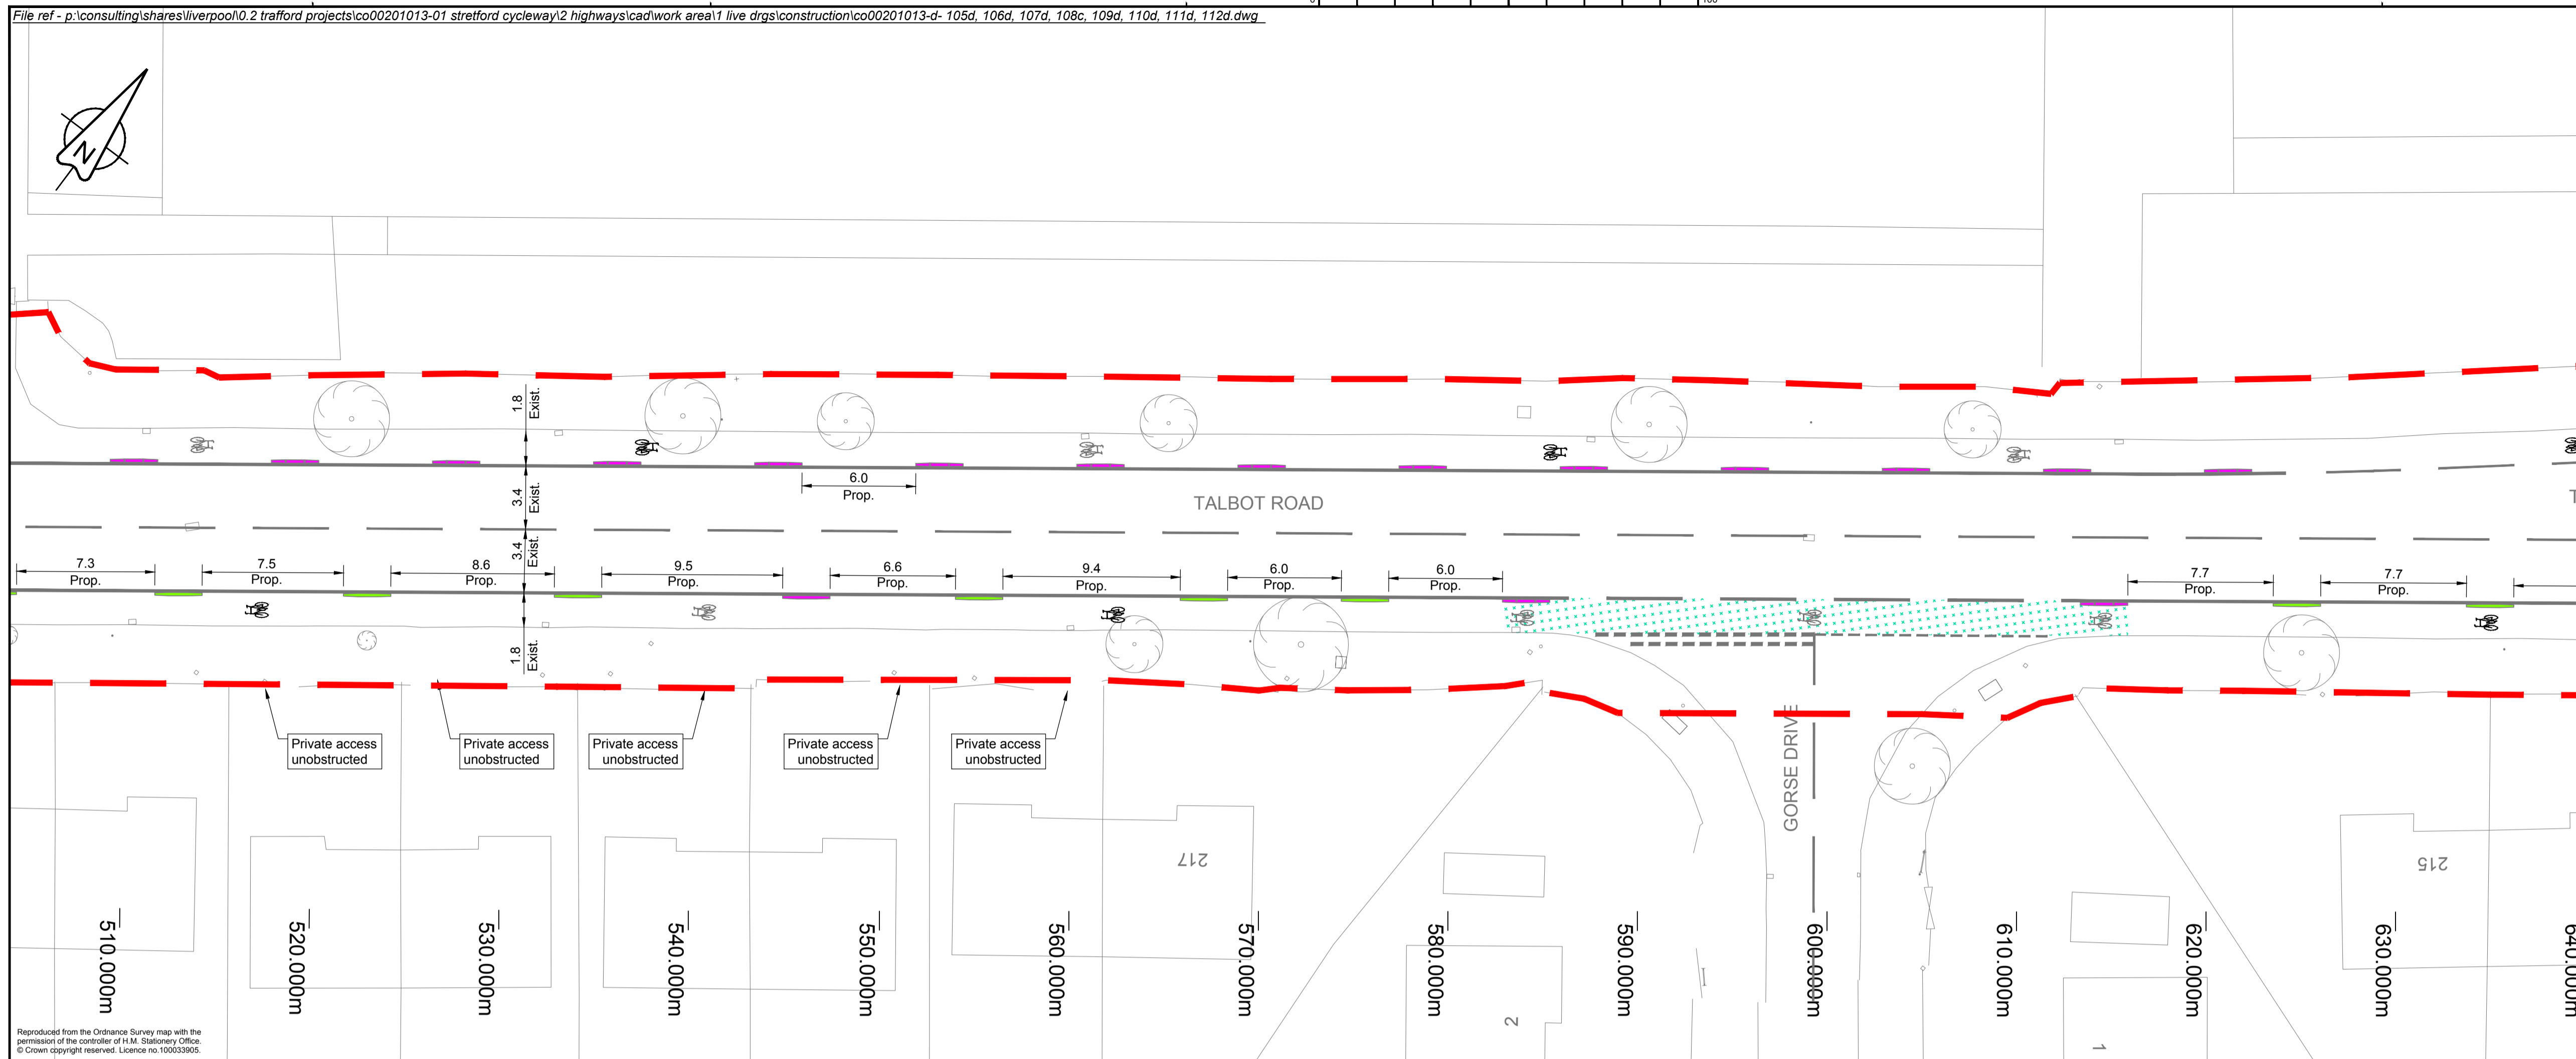 File ref - p:\consulting\shares\liverpool\0.2 trafford projects\co00201013-01 stretford cycleway\2 highways\cad\work area\1 live drgs\construction\co00201013-d- 105d, 106d, 107d, 108c, 109d, 110d, 111d, 112d.dwg
N
1.8
Exist.
3.4
Exist.
3.4
Exist.
1.8
Exist.
6.0
Prop.
TALBOT ROAD
7.3
Prop.
7.5
Prop.
8.6
Prop.
9.5
Prop.
6.6
Prop.
9.4
Prop.
6.0
Prop.
6.0
Prop.
7.7
Prop.
7.7
Prop.
Private access
unobstructed
Private access
unobstructed
Private access
unobstructed
Private access
unobstructed
Private access
unobstructed
GORSE DRIVE
217
215
2
1
510.000m
520.000m
530.000m
540.000m
550.000m
560.000m
570.000m
580.000m
590.000m
600.000m
610.000m
620.000m
630.000m
640.000m
Reproduced from the Ordnance Survey map with the
permission of the controller of H.M. Stationery Office.
© Crown copyright reserved. Licence no.100033905.